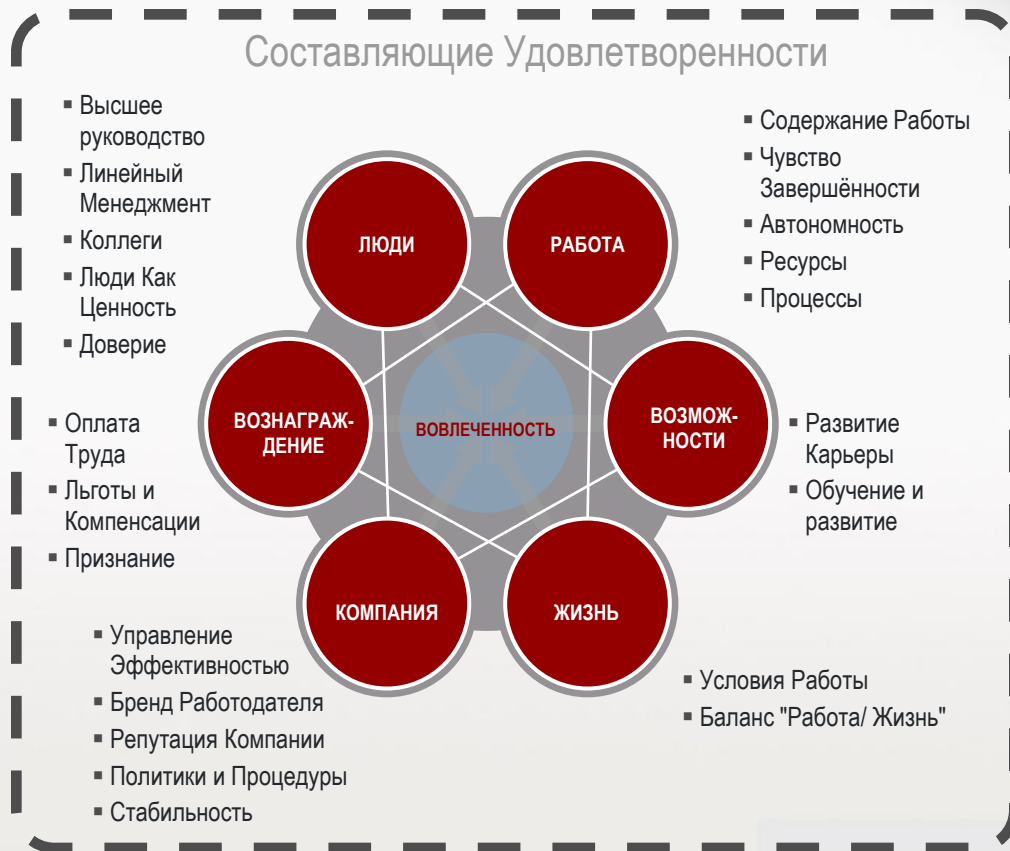 Составляющие Удовлетворенности
▪ Высшее
руководство
▪ Линейный
Менеджмент
▪ Коллеги
▪ Люди Как
Ценность
▪ Доверие
▪ Содержание Работы
▪ Чувство
Завершённости
▪ Автономность
▪ Ресурсы
▪ Процессы
ЛЮДИ
РАБОТА
ВОЗНАГРАЖ-
ДЕНИЕ
ВОВЛЕЧЕННОСТЬ
ВОЗМОЖ-
НОСТИ
▪ Оплата
Труда
▪ Льготы и
Компенсации
▪ Признание
▪ Развитие
Карьеры
▪ Обучение и
развитие
КОМПАНИЯ
ЖИЗНЬ
▪ Управление
Эффективностью
▪ Бренд Работодателя
▪ Репутация Компании
▪ Политики и Процедуры
▪ Стабильность
▪ Условия Работы
▪ Баланс "Работа/ Жизнь"